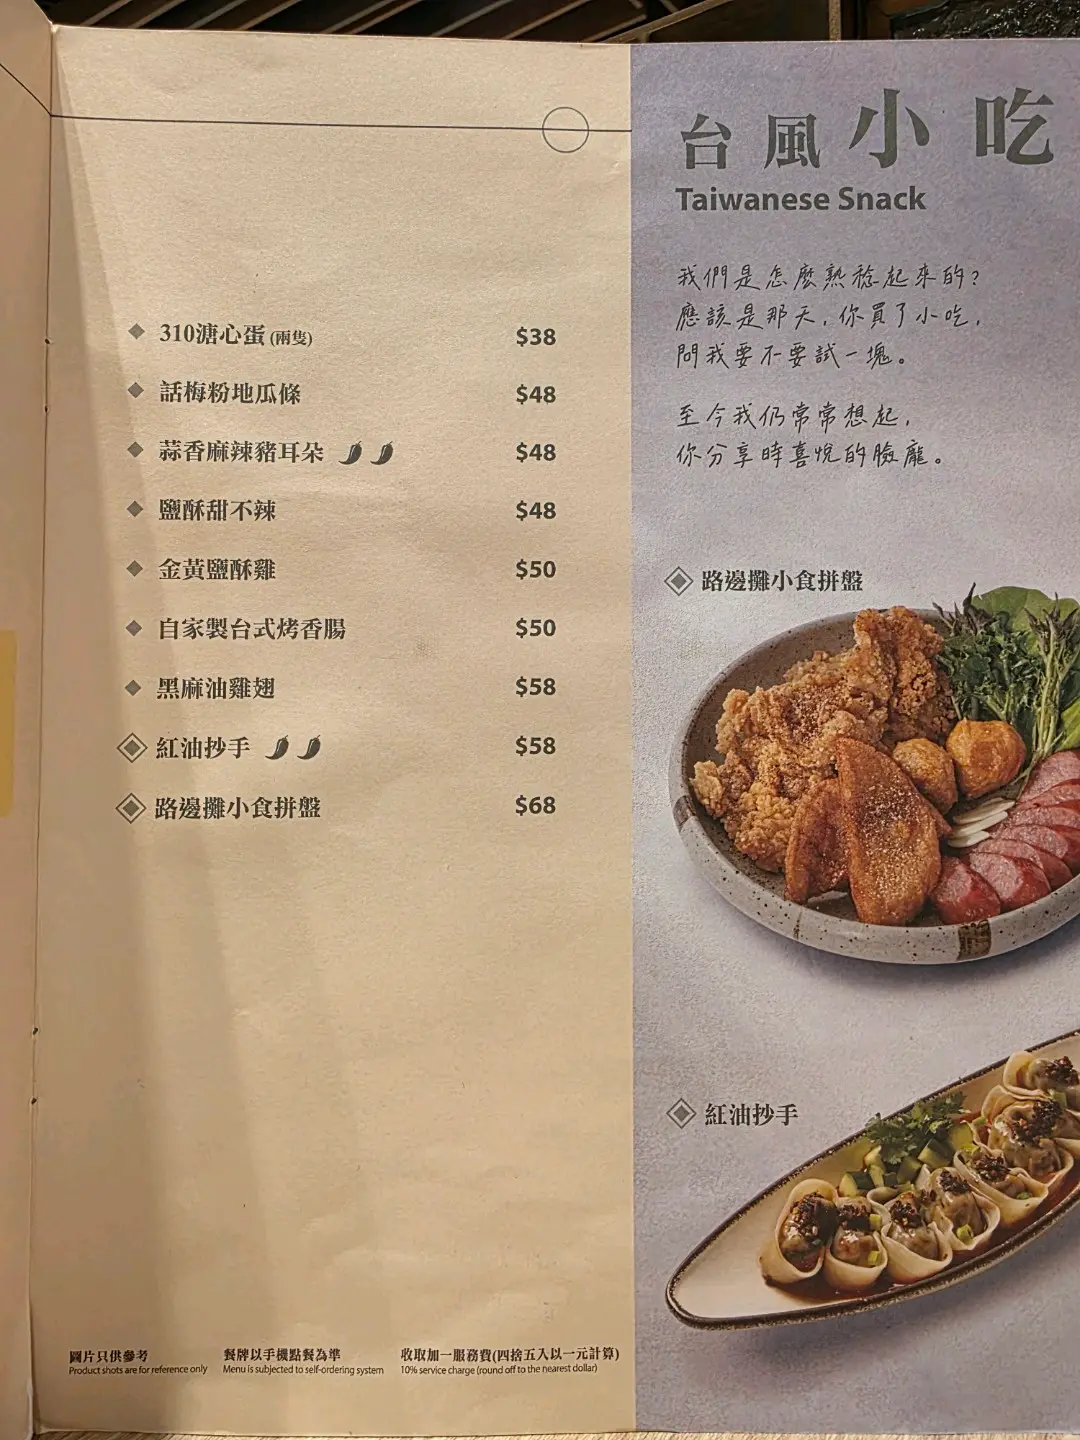 310溏心蛋(兩隻) $38
話梅粉地瓜條 $48
蒜香麻辣豬耳朵 $48
鹽酥甜不辣 $48
金黃鹽酥雞 $50
自家製台式烤香腸 $50
黑麻油雞翅 $58
紅油抄手 $58
路邊攤小食拼盤 $68
圖片只供參考
Product shots are for reference only
餐牌以手機點餐為準
Menu is subjected to self-ordering system
收取加一服務費(四捨五入以一元計算)
10% service charge (round off to the nearest dollar)
台風小吃
Taiwanese Snack
我們是怎麼熟稔起來的?
應該是那天,你買了小吃,
問我要不要試一塊。
至今我仍常常想起,
你分享時喜悅的臉龐。
路邊攤小食拼盤
紅油抄手